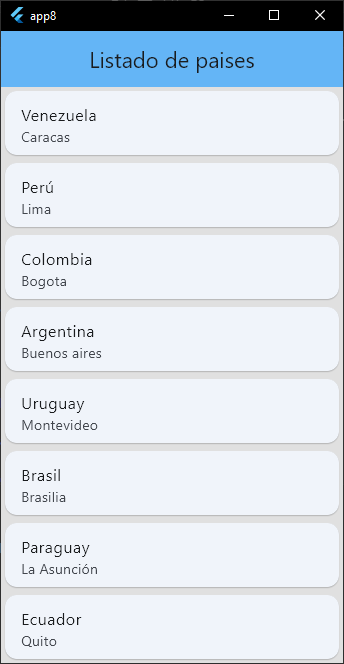 app8
Listado de paises
Venezuela
Caracas
Perú
Lima
Colombia
Bogota
Argentina
Buenos aires
Uruguay
Montevideo
Brasil
Brasilia
Paraguay
La Asunción
Ecuador
Quito